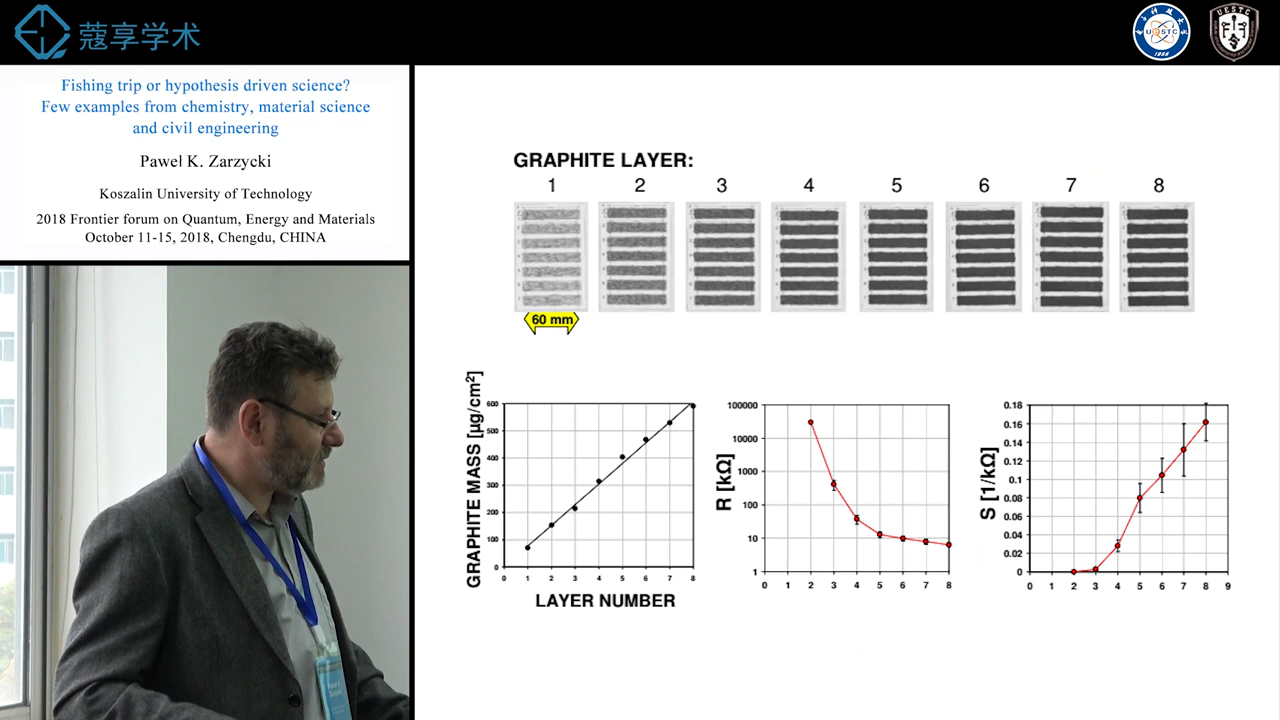 蔻享学术
UESTC
1956
UESTC
Fishing trip or hypothesis driven science?
Few examples from chemistry, material science
and civil engineering
Paweł K. Zarzycki
Koszalin University of Technology
2018 Frontier forum on Quantum, Energy and Materials
October 11-15, 2018, Chengdu, CHINA
GRAPHITE LAYER:
1 2 3 4 5 6 7 8
60 mm
GRAPHITE MASS [µg/cm²]
600
500
400
300
200
100
0
0 1 2 3 4 5 6 7 8
LAYER NUMBER
R [kΩ]
100000
10000
1000
100
10
1
0 1 2 3 4 5 6 7 8
S [1/kΩ]
0.18
0.16
0.14
0.12
0.1
0.08
0.06
0.04
0.02
0
0 1 2 3 4 5 6 7 8 9
Paweł K.
Zarzycki